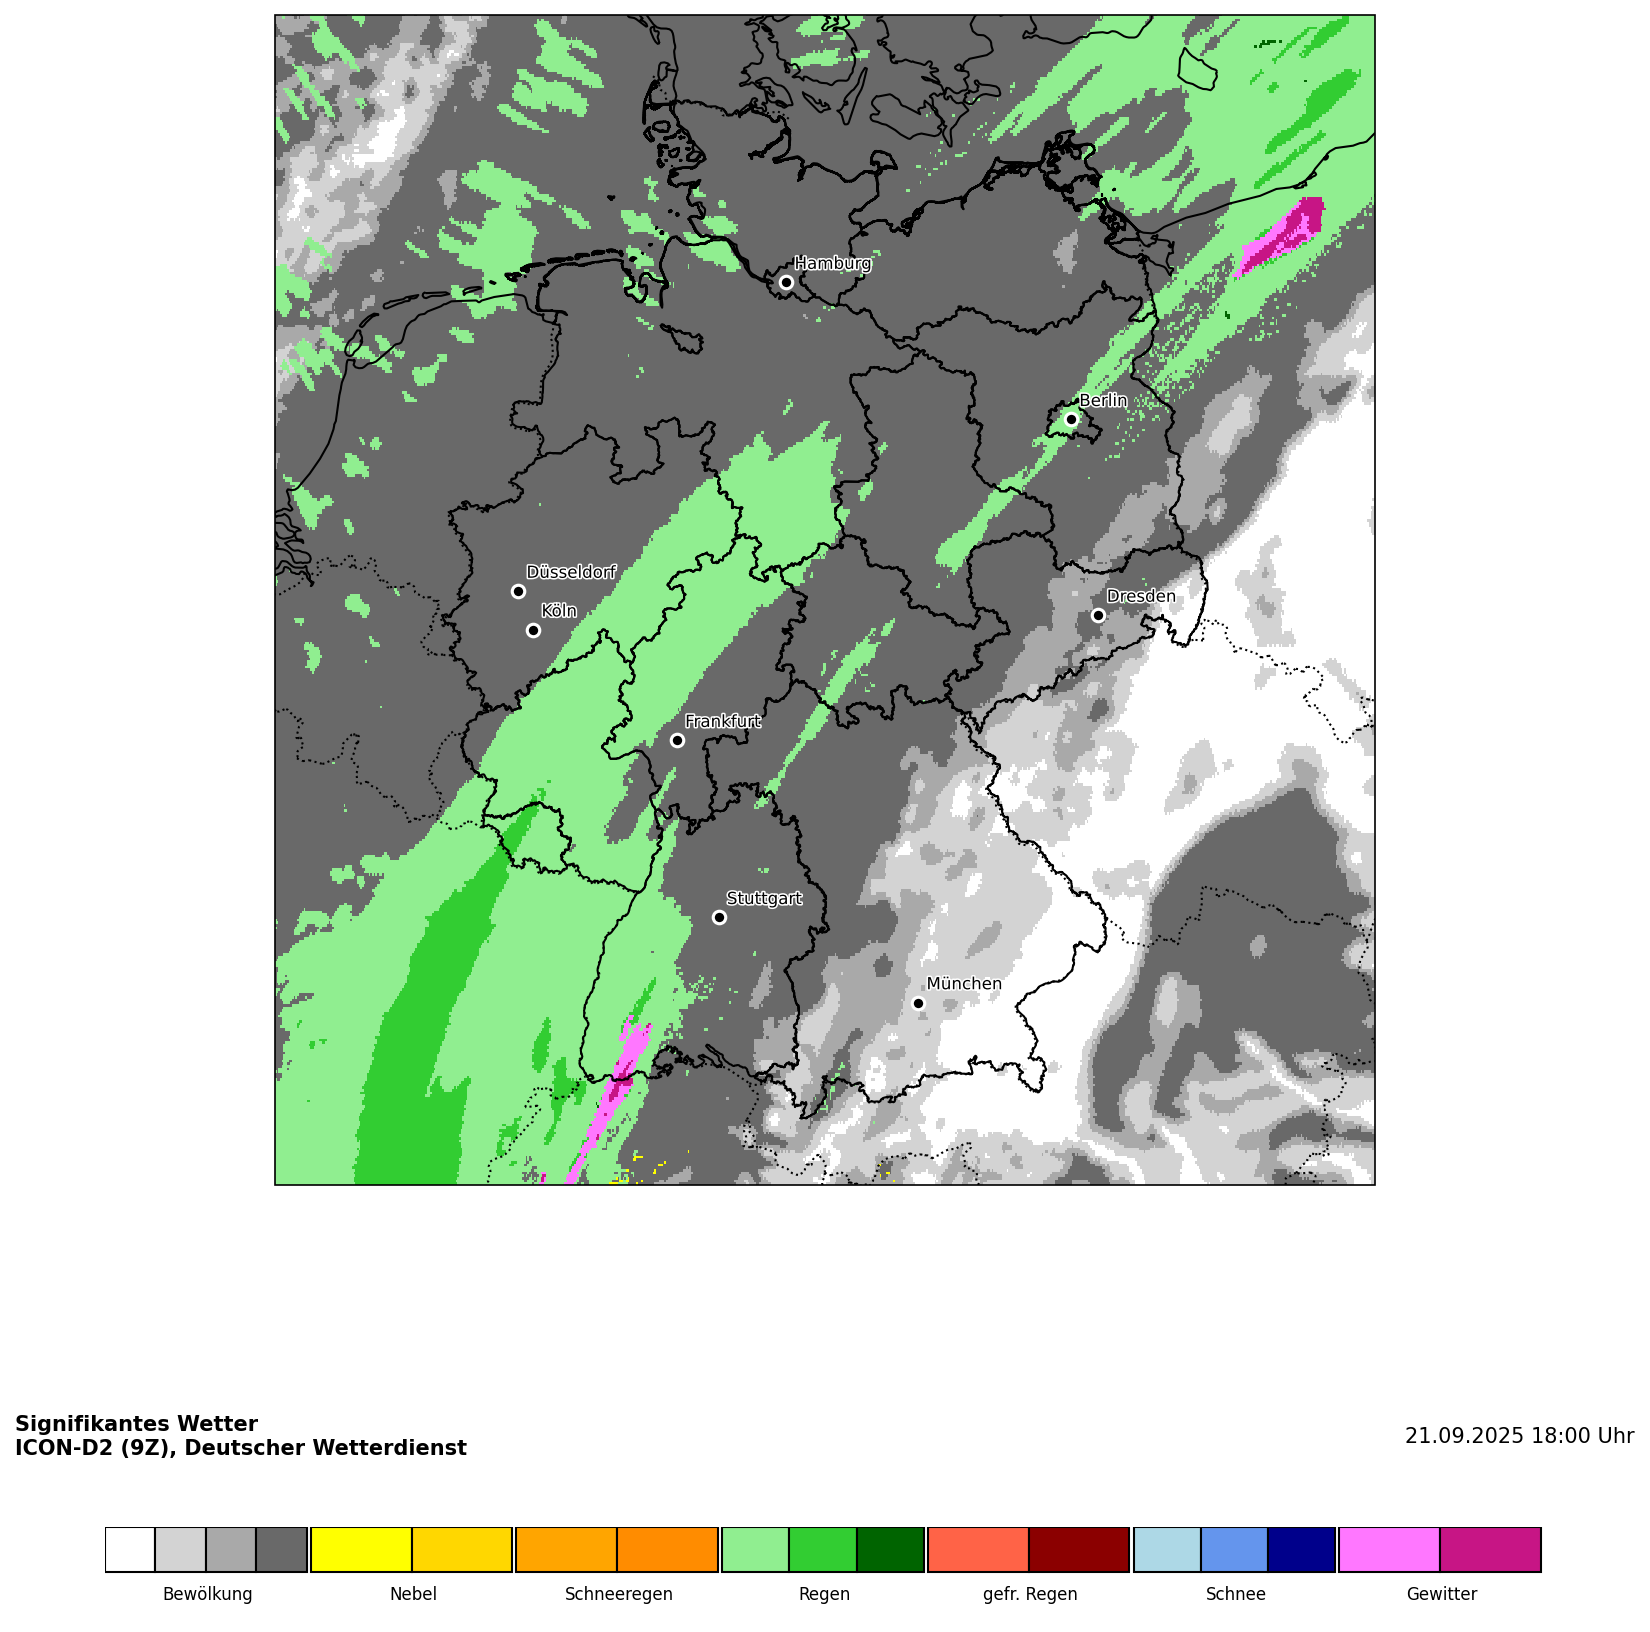 Hamburg
Berlin
Düsseldorf
Köln
Dresden
Frankfurt
Stuttgart
München
Signifikantes Wetter
ICON-D2 (9Z), Deutscher Wetterdienst
21.09.2025 18:00 Uhr
Bewölkung
Nebel
Schneeregen
Regen
gefr. Regen
Schnee
Gewitter